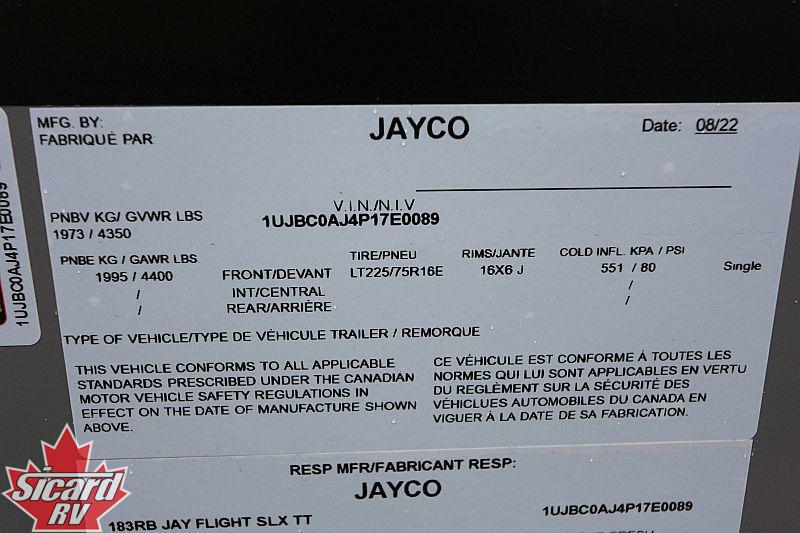 MFG. BY:
FABRIQUÉ PAR
JAYCO
Date: 08/22
V.I.N./N.I.V
1UJBC0AJ4P17E0089
PNBV KG/ GVWR LBS
1973 / 4350
PNBE KG / GAWR LBS
TIRE/PNEU RIMS/JANTE COLD INFL. KPA / PSI
1995 / 4400 FRONT/DEVANT LT225/75R16E 16X6 J 551 / 80 Single
/ INT/CENTRAL /
/ REAR/ARRIÈRE /
TYPE OF VEHICLE/TYPE DE VÉHICULE TRAILER / REMORQUE
THIS VEHICLE CONFORMS TO ALL APPLICABLE
STANDARDS PRESCRIBED UNDER THE CANADIAN
MOTOR VEHICLE SAFETY REGULATIONS IN
EFFECT ON THE DATE OF MANUFACTURE SHOWN
ABOVE.
CE VÉHICULE EST CONFORME À TOUTES LES
NORMES QUI LUI SONT APPLICABLES EN VERTU
DU REGLÈMENT SUR LA SÉCURITÉ DES
VÉHICLUES AUTOMOBILES DU CANADA EN
VIGUER À LA DATE DE SA FABRICATION.
RESP MFR/FABRICANT RESP:
JAYCO
183RB JAY FLIGHT SLX TT
1UJBC0AJ4P17E0089
1UJBC0AJ4P17E0089
Sicard
RV